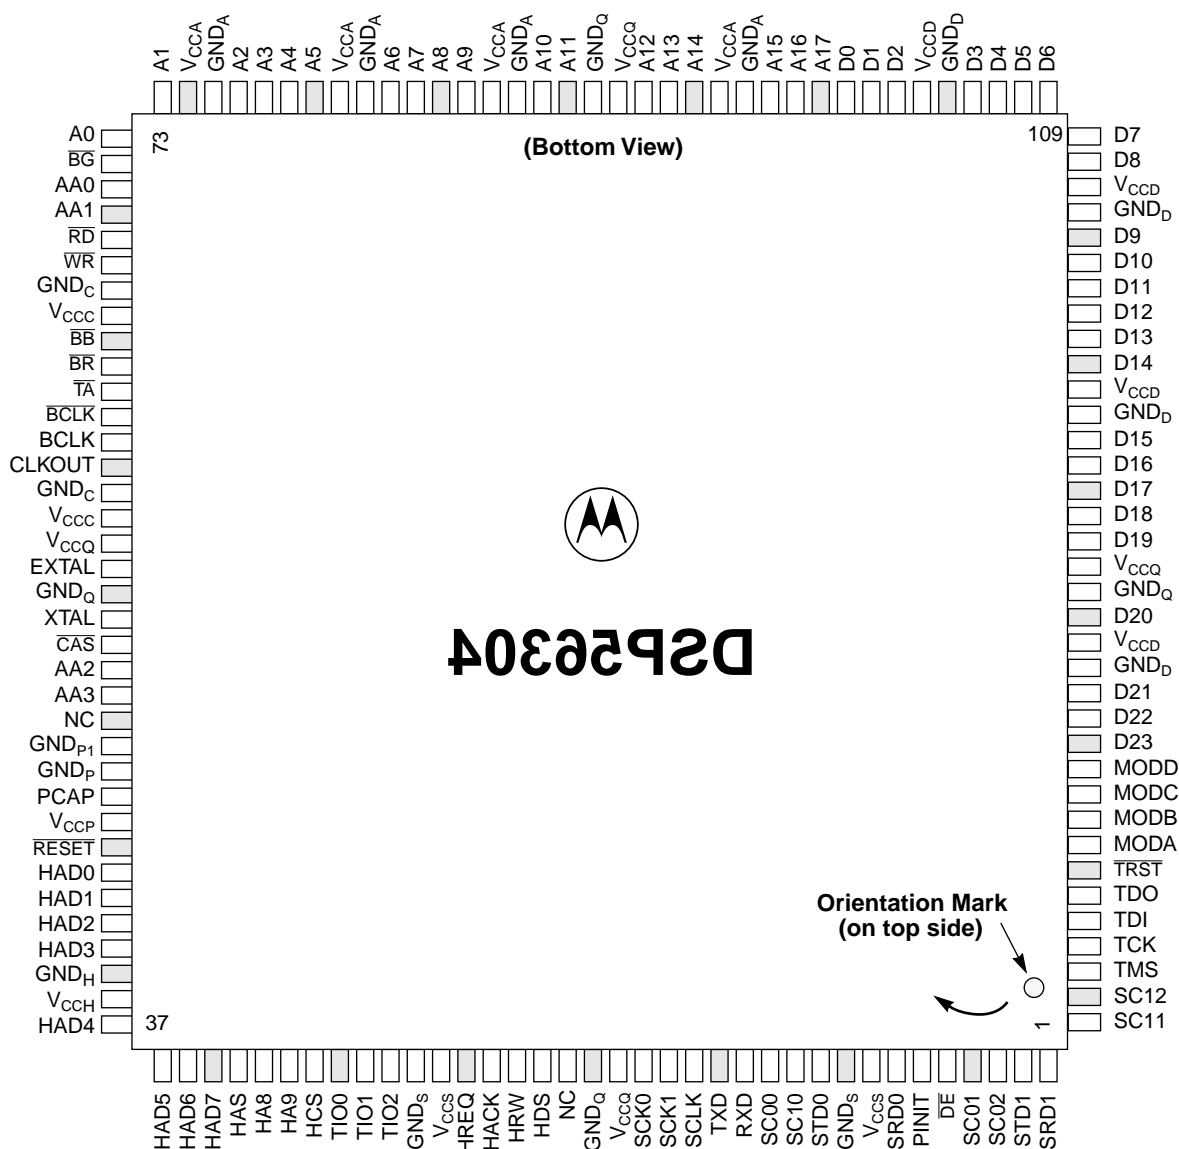 A1
VCCA
GNDA
A2
A3
A4
A5
VCCA
GNDA
A6
A7
A8
A9
VCCA
GNDA
A10
A11
GNDQ
VCCQ
A12
A13
A14
VCCA
GNDA
A15
A16
A17
D0
D1
D2
VCCD
GNDD
D3
D4
D5
D6
73
(Bottom View)
109
A0
BG
AA0
AA1
RD
WR
GNDC
VCCC
BB
BR
TA
BCLK
BCLK
CLKOUT
GNDC
VCCC
VCCQ
EXTAL
GNDQ
XTAL
CAS
AA2
AA3
NC
GNDP1
GNDP
PCAP
VCCP
RESET
HAD0
HAD1
HAD2
HAD3
GNDH
VCCH
HAD4
D7
D8
VCCD
GNDD
D9
D10
D11
D12
D13
D14
VCCD
GNDD
D15
D16
D17
D18
D19
VCCQ
GNDQ
D20
VCCD
GNDD
D21
D22
D23
MODD
MODC
MODB
MODA
TRST
TDO
TDI
TCK
TMS
SC12
SC11
DSP56304
Orientation Mark
(on top side)
37
1
HAD5
HAD6
HAD7
HAS
HA8
HA9
HCS
TIO0
TIO1
TIO2
GNDS
VCCS
HREQ
HACK
HRW
HDS
NC
GNDQ
VCCQ
SCK0
SCK1
SCLK
TXD
RXD
SC00
SC10
STD0
GNDS
VCCS
SRD0
PINIT
DE
SC01
SC02
STD1
SRD1